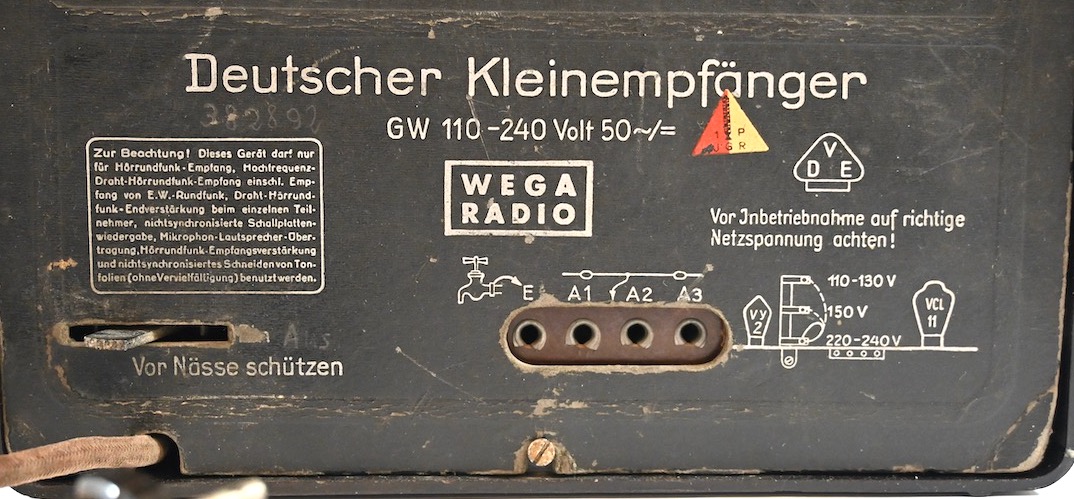 Deutscher Kleinempfänger
382892
GW 110-240 Volt 50~/=
1 P
U G R
Zur Beachtung! Dieses Gerät darf nur
für Hörrundfunk-Empfang, Hochfrequenz-
Draht-Hörrundfunk-Empfang einschl. Emp-
fang von E.W.-Rundfunk, Draht-Hörrund-
funk-Endverstärkung beim einzelnen Teil-
nehmer, nichtsynchronisierte Schallplatten-
wiedergabe, Mikrophon-Lautsprecher-Über-
tragung, Hörrundfunk-Empfangsverstärkung
und nichtsynchronisiertes Schneiden von Ton-
folien (ohne Vervielfältigung) benutzt werden.
WEGA
RADIO
V
D E
Vor Jnbetriebnahme auf richtige
Netzspannung achten!
E A1 A2 A3
VY
2
110-130 V
150 V
220-240 V
VCL
11
Vor Nässe schützen